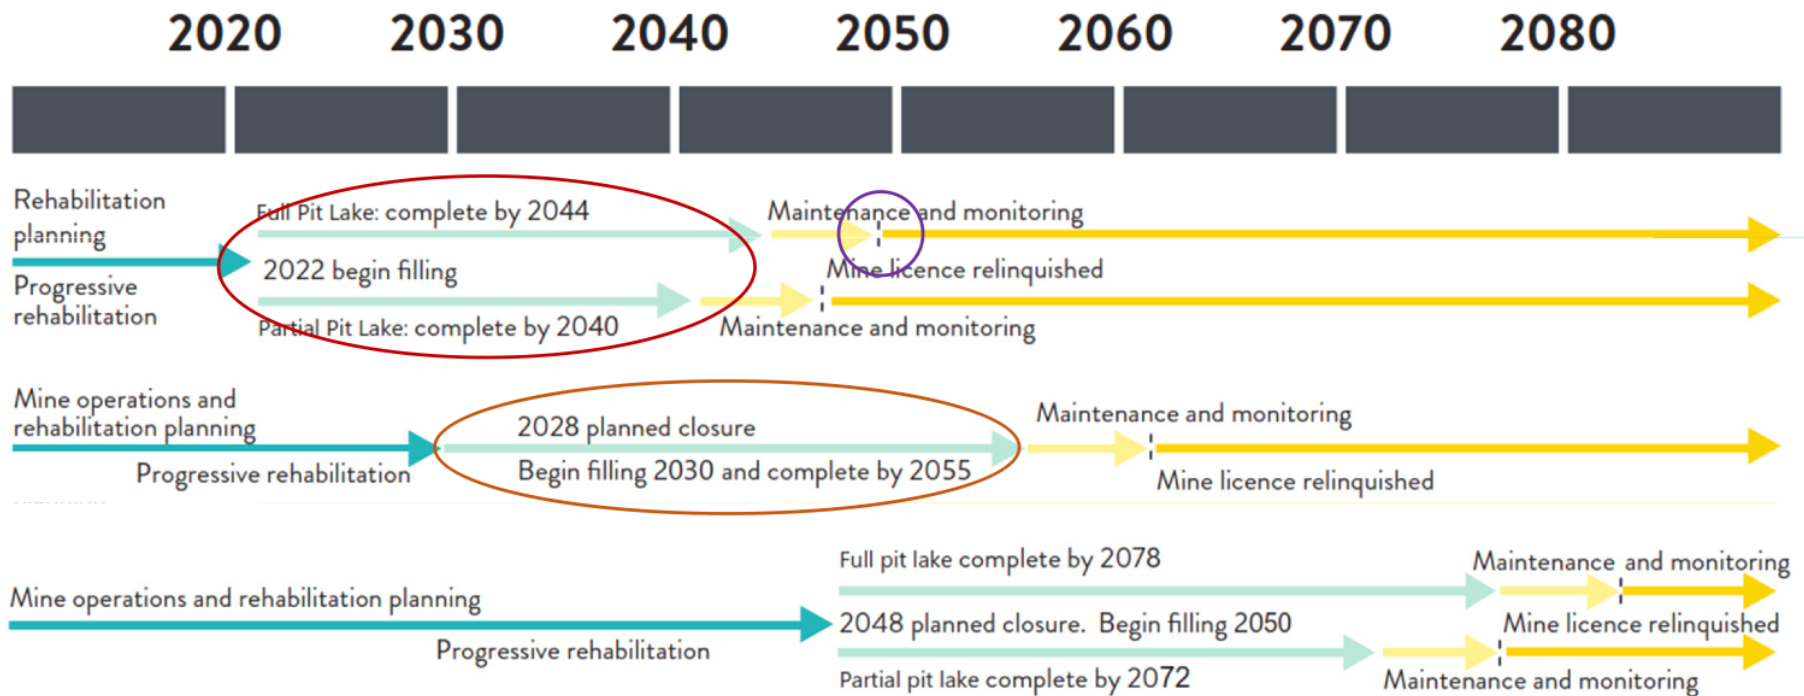 2020 2030 2040 2050 2060 2070 2080
Rehabilitation
planning
Progressive
rehabilitation
Full Pit Lake: complete by 2044
2022 begin filling
Partial Pit Lake: complete by 2040
Maintenance and monitoring
Mine licence relinquished
Maintenance and monitoring
Mine operations and
rehabilitation planning
Progressive rehabilitation
2028 planned closure
Begin filling 2030 and complete by 2055
Maintenance and monitoring
Mine licence relinquished
Mine operations and rehabilitation planning
Progressive rehabilitation
Full pit lake complete by 2078
2048 planned closure. Begin filling 2050
Partial pit lake complete by 2072
Maintenance and monitoring
Mine licence relinquished
Maintenance and monitoring